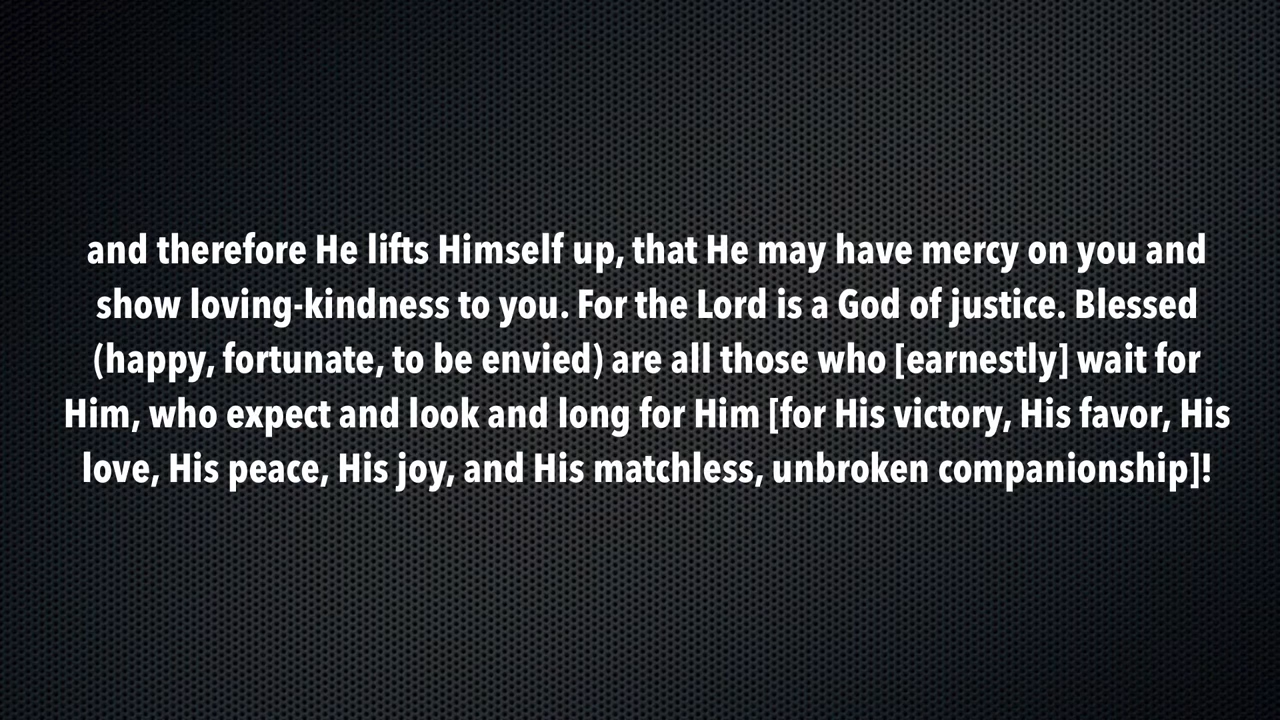 and therefore He lifts Himself up, that He may have mercy on you and
show loving-kindness to you. For the Lord is a God of justice. Blessed
(happy, fortunate, to be envied) are all those who [earnestly] wait for
Him, who expect and look and long for Him [for His victory, His favor, His
love, His peace, His joy, and His matchless, unbroken companionship]!